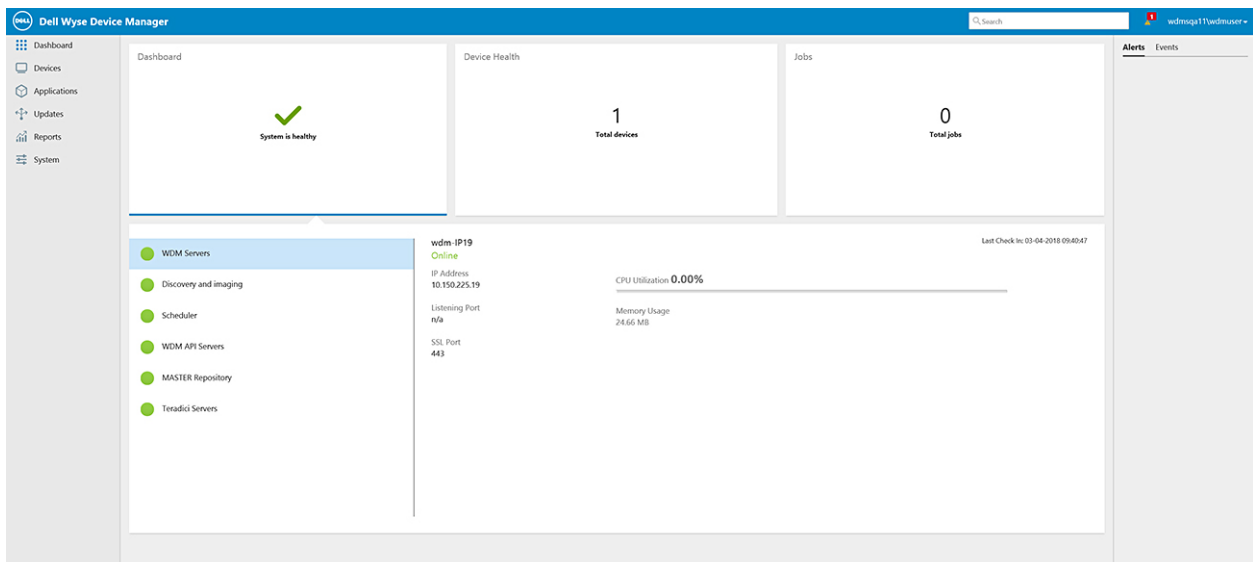 DELL Dell Wyse Device Manager
Search
1
wdmsqa11\wdmuser
Dashboard
Devices
Applications
Updates
Reports
System
Dashboard
System is healthy
Device Health
1
Total devices
Jobs
0
Total jobs
Alerts Events
WDM Servers
Discovery and imaging
Scheduler
WDM API Servers
MASTER Repository
Teradici Servers
wdm-IP19
Online
IP Address
10.150.225.19
Listening Port
n/a
SSL Port
443
CPU Utilization 0.00%
Memory Usage
24.66 MB
Last Check In: 03-04-2018 09:40:47